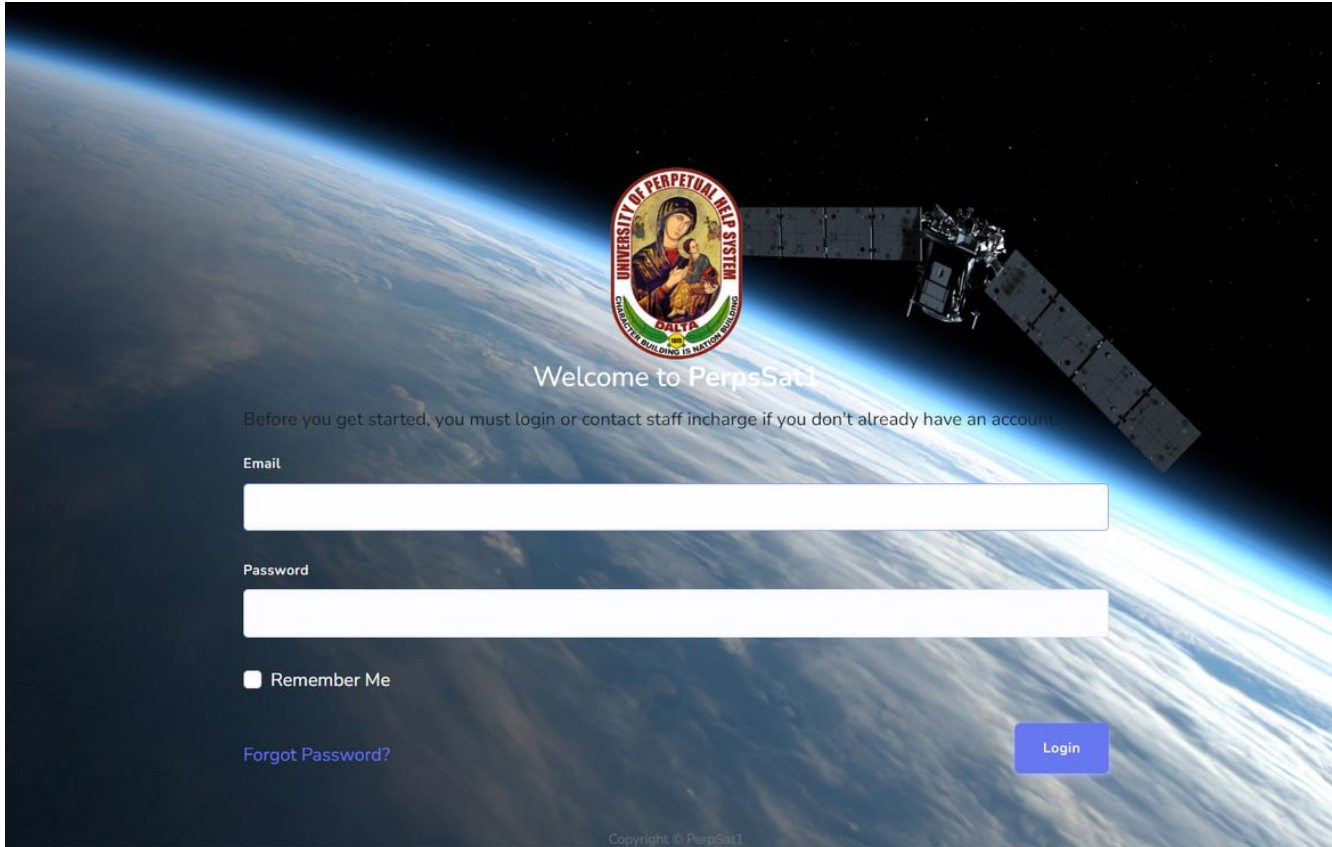 UNIVERSITY OF PERPETUAL HELP SYSTEM
DALTA
1975
CHARACTER BUILDING IS NATION BUILDING
Welcome to PerpsSat1
Before you get started, you must login or contact staff incharge if you don't already have an account.
Email
Password
Remember Me
Forgot Password?
Login
Copyright © PerpSat1